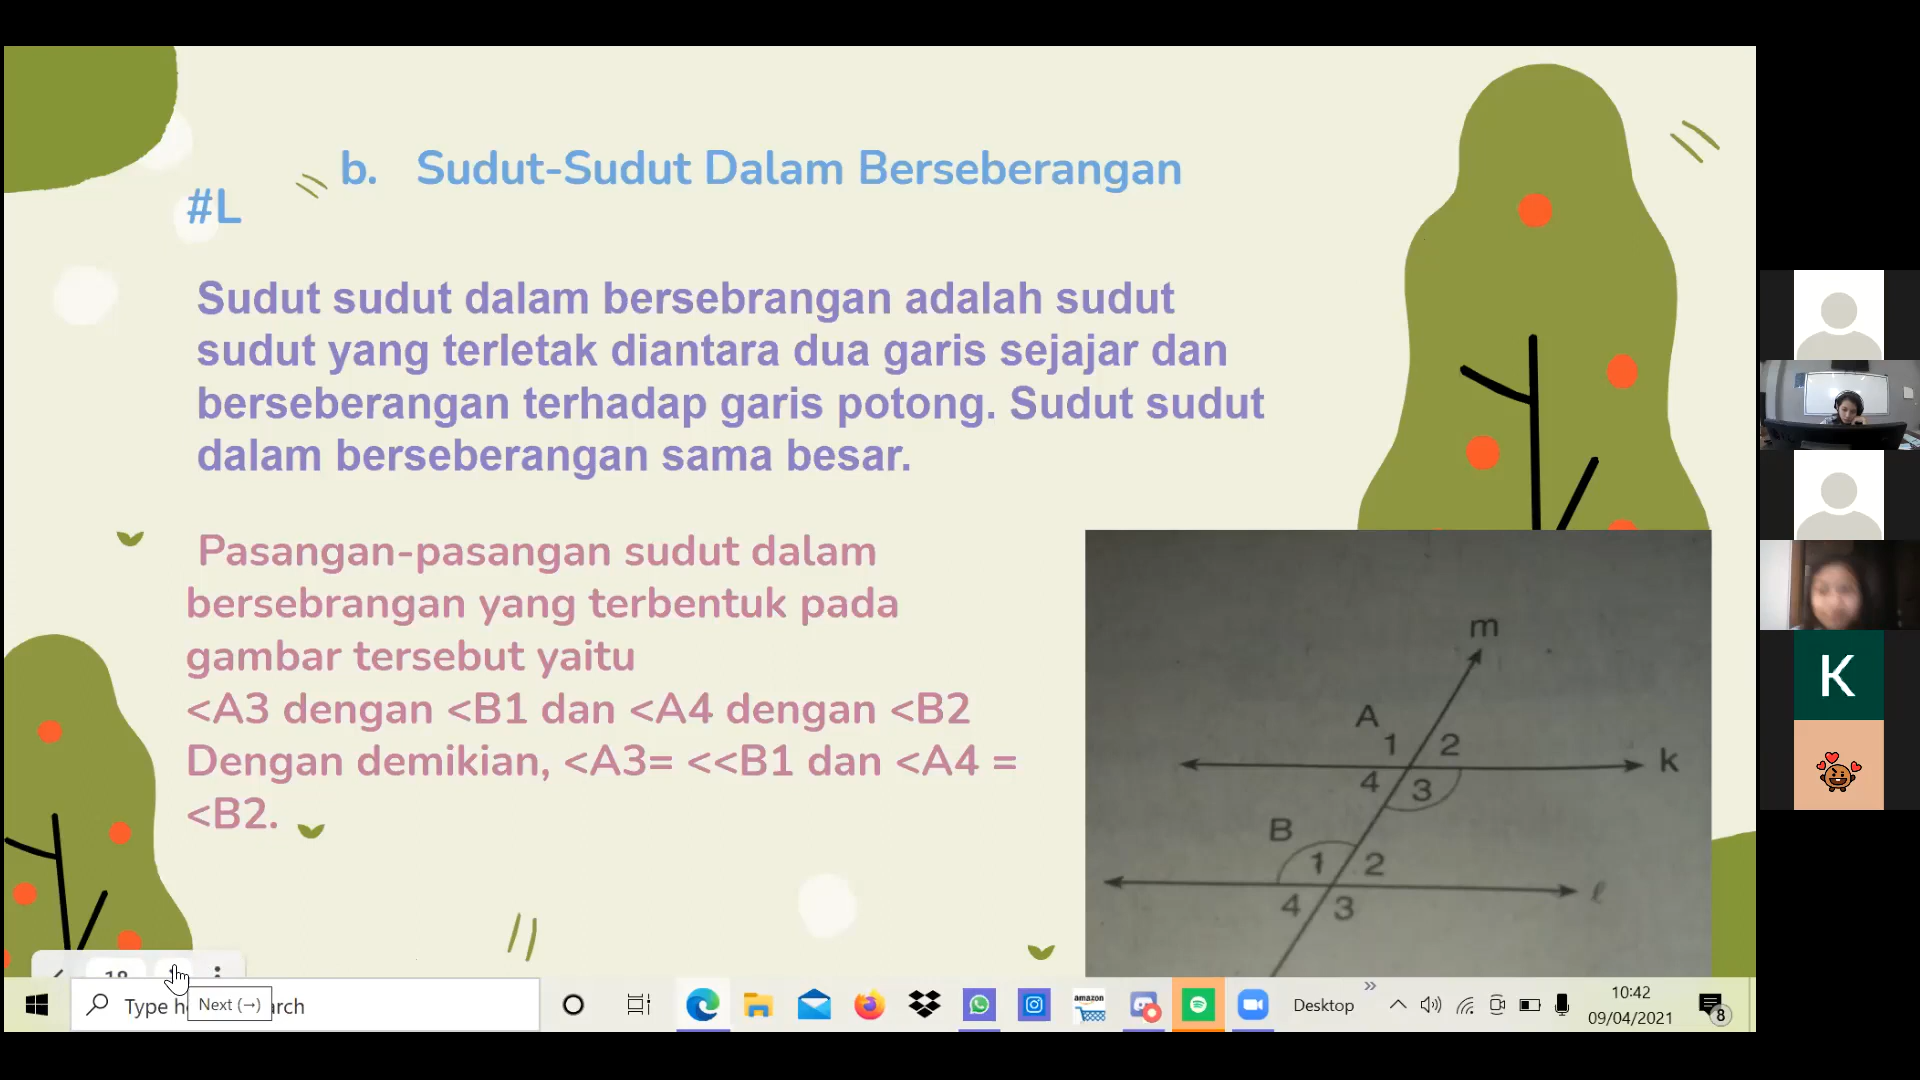 b. Sudut-Sudut Dalam Berseberangan
#L
Sudut sudut dalam bersebrangan adalah sudut
sudut yang terletak diantara dua garis sejajar dan
berseberangan terhadap garis potong. Sudut sudut
dalam berseberangan sama besar.
Pasangan-pasangan sudut dalam
bersebrangan yang terbentuk pada
gambar tersebut yaitu
<A3 dengan <B1 dan <A4 dengan <B2
Dengan demikian, <A3= <<B1 dan <A4 =
<B2.
m
A
1 2
k
4 3
B
1 2
ℓ
4 3
K
18
Next (→)
Desktop
amazon
10:42
09/04/2021
8